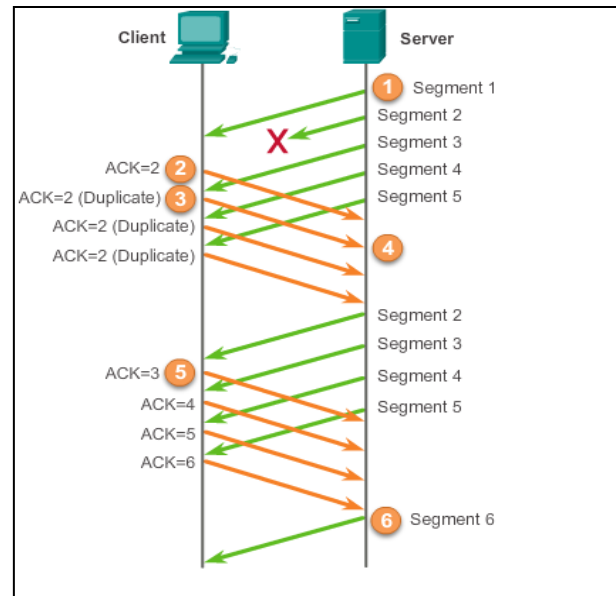 Client
Server
1 Segment 1
Segment 2
X
Segment 3
ACK=2 2
Segment 4
ACK=2 (Duplicate) 3
Segment 5
ACK=2 (Duplicate)
4
ACK=2 (Duplicate)
Segment 2
Segment 3
ACK=3 5
Segment 4
ACK=4
Segment 5
ACK=5
ACK=6
6 Segment 6